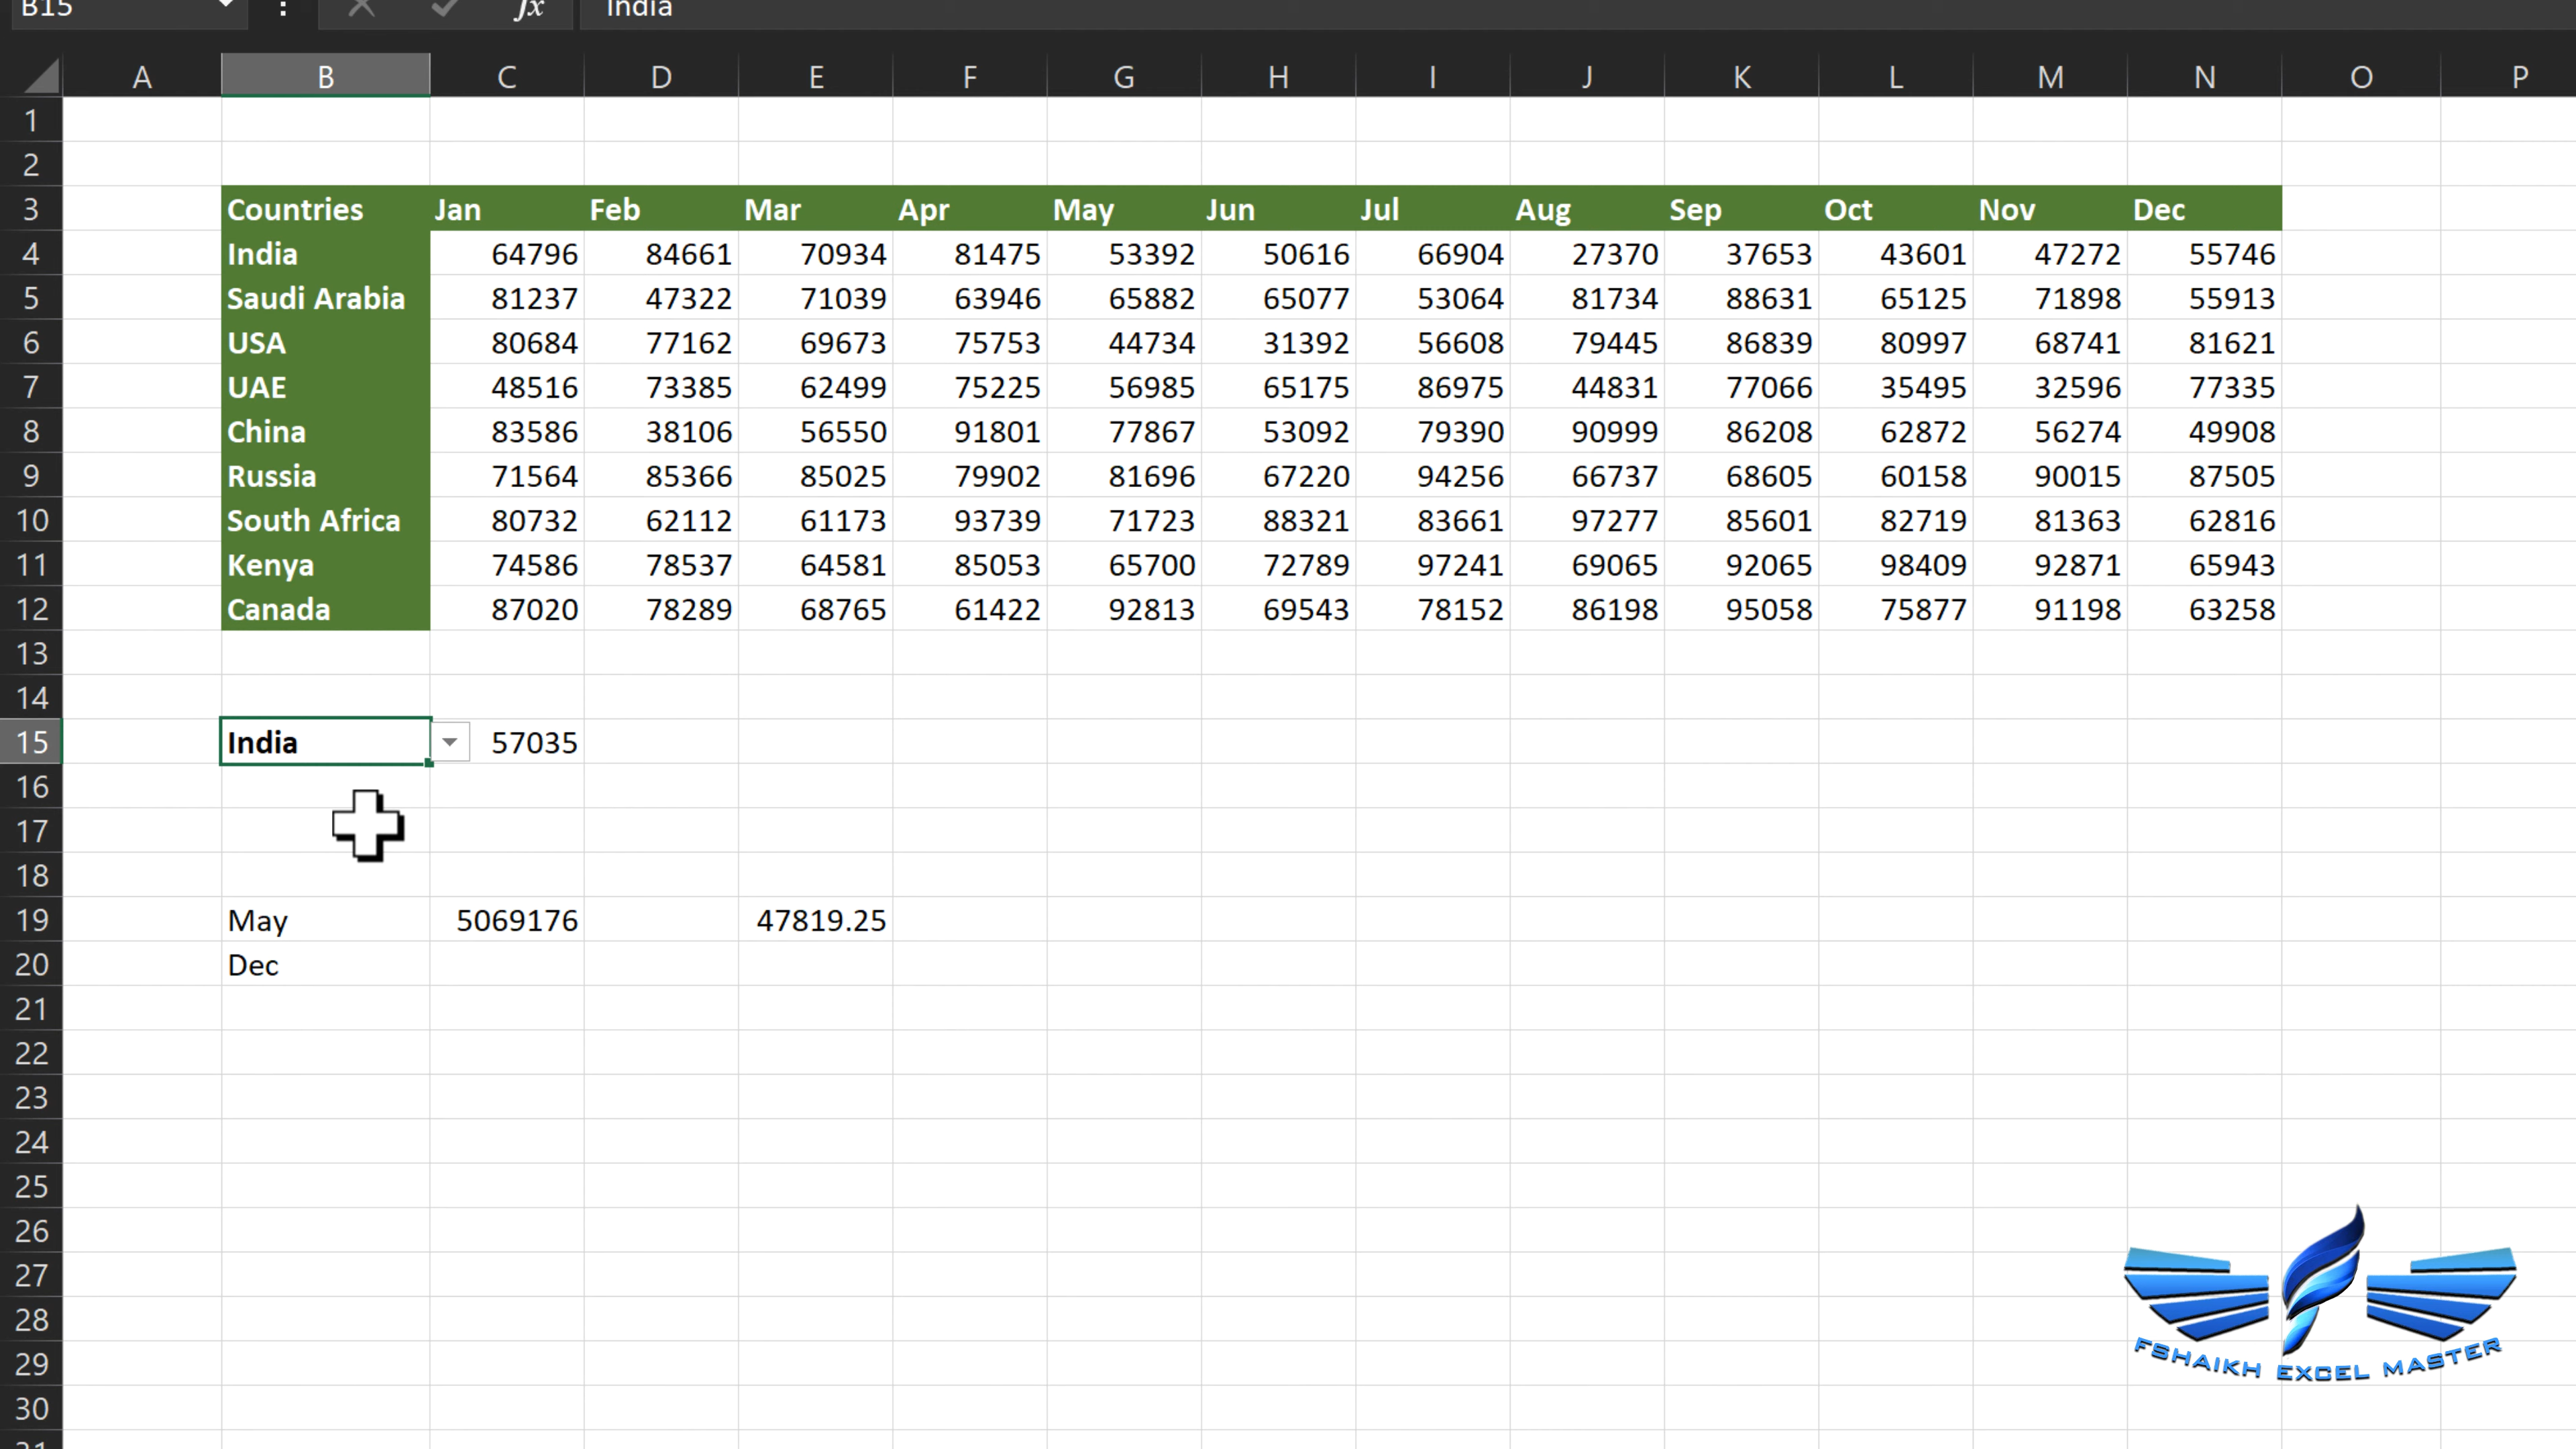 B15 fx India
A B C D E F G H I J K L M N O P
1
2
3 Countries Jan Feb Mar Apr May Jun Jul Aug Sep Oct Nov Dec
4 India 64796 84661 70934 81475 53392 50616 66904 27370 37653 43601 47272 55746
5 Saudi Arabia 81237 47322 71039 63946 65882 65077 53064 81734 88631 65125 71898 55913
6 USA 80684 77162 69673 75753 44734 31392 56608 79445 86839 80997 68741 81621
7 UAE 48516 73385 62499 75225 56985 65175 86975 44831 77066 35495 32596 77335
8 China 83586 38106 56550 91801 77867 53092 79390 90999 86208 62872 56274 49908
9 Russia 71564 85366 85025 79902 81696 67220 94256 66737 68605 60158 90015 87505
10 South Africa 80732 62112 61173 93739 71723 88321 83661 97277 85601 82719 81363 62816
11 Kenya 74586 78537 64581 85053 65700 72789 97241 69065 92065 98409 92871 65943
12 Canada 87020 78289 68765 61422 92813 69543 78152 86198 95058 75877 91198 63258
13
14
15 India 57035
16
17
18
19 May 5069176 47819.25
20 Dec
21
22
23
24
25
26
27
28
29
30
31
FSHAIKH EXCEL MASTER